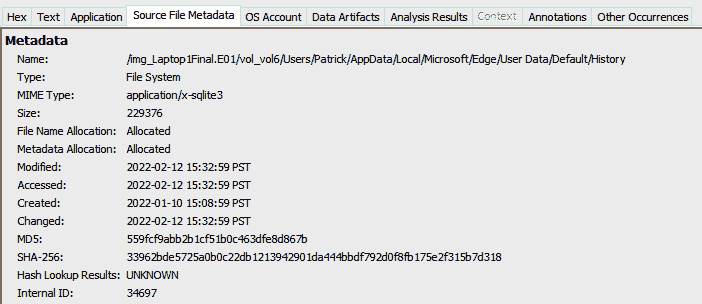 Hex Text Application Source File Metadata OS Account Data Artifacts Analysis Results Context Annotations Other Occurrences
Metadata
Name: /img_Laptop1Final.E01/vol_vol6/Users/Patrick/AppData/Local/Microsoft/Edge/User Data/Default/History
Type: File System
MIME Type: application/x-sqlite3
Size: 229376
File Name Allocation: Allocated
Metadata Allocation: Allocated
Modified: 2022-02-12 15:32:59 PST
Accessed: 2022-02-12 15:32:59 PST
Created: 2022-01-10 15:08:59 PST
Changed: 2022-02-12 15:32:59 PST
MD5: 559fcf9abb2b1cf51b0c463dfe8d867b
SHA-256: 33962bde5725a0b0c22db1213942901da444bbdf792d0f8fb175e2f315b7d318
Hash Lookup Results: UNKNOWN
Internal ID: 34697